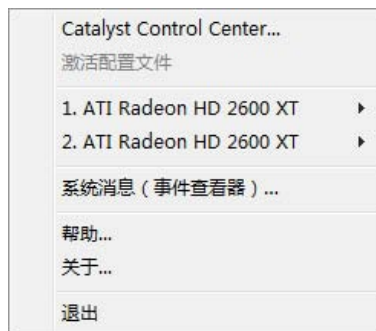 Catalyst Control Center...
激活配置文件
1. ATI Radeon HD 2600 XT
2. ATI Radeon HD 2600 XT
系统消息（事件查看器）...
帮助...
关于...
退出